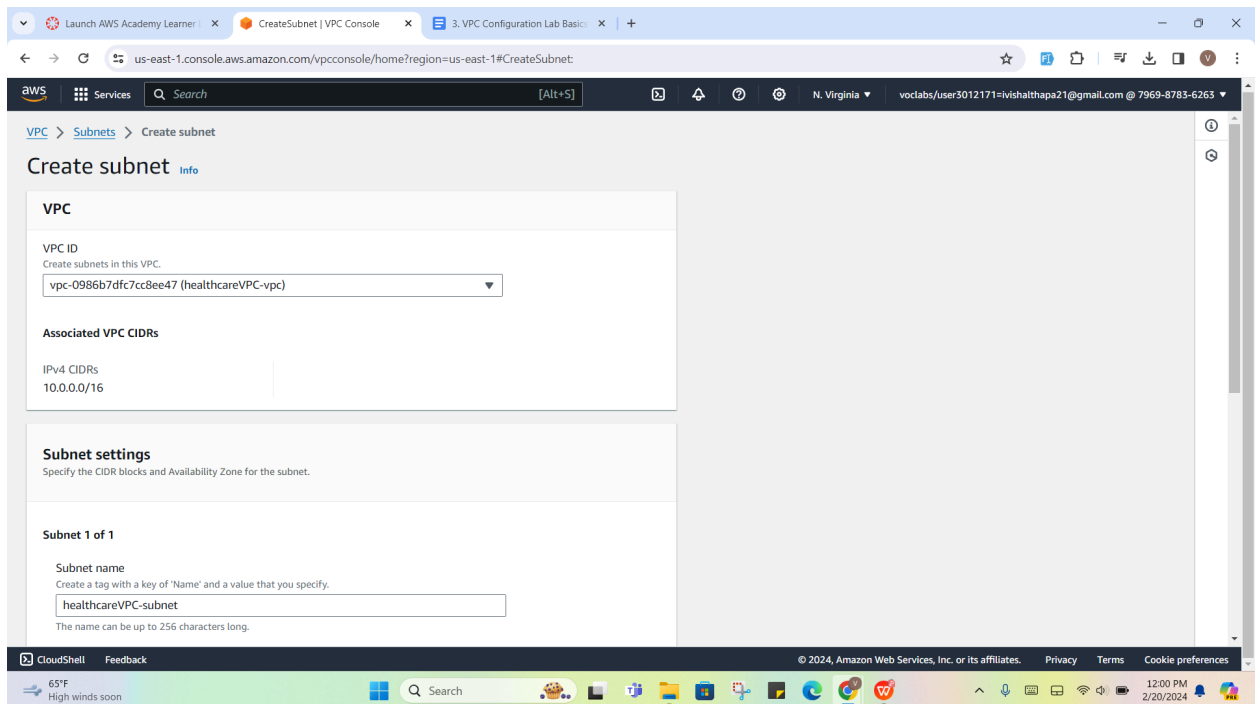 Launch AWS Academy Learner
CreateSubnet | VPC Console
3. VPC Configuration Lab Basics
us-east-1.console.aws.amazon.com/vpcconsole/home?region=us-east-1#CreateSubnet:
aws
Services
Search
[Alt+S]
N. Virginia
voclabs/user3012171=ivishalthapa21@gmail.com @ 7969-8783-6263
VPC > Subnets > Create subnet
Create subnet Info
VPC
VPC ID
Create subnets in this VPC.
vpc-0986b7dfc7cc8ee47 (healthcareVPC-vpc)
Associated VPC CIDRs
IPv4 CIDRs
10.0.0.0/16
Subnet settings
Specify the CIDR blocks and Availability Zone for the subnet.
Subnet 1 of 1
Subnet name
Create a tag with a key of 'Name' and a value that you specify.
healthcareVPC-subnet
The name can be up to 256 characters long.
CloudShell Feedback
© 2024, Amazon Web Services, Inc. or its affiliates. Privacy Terms Cookie preferences
65°F
High winds soon
Search
12:00 PM
2/20/2024